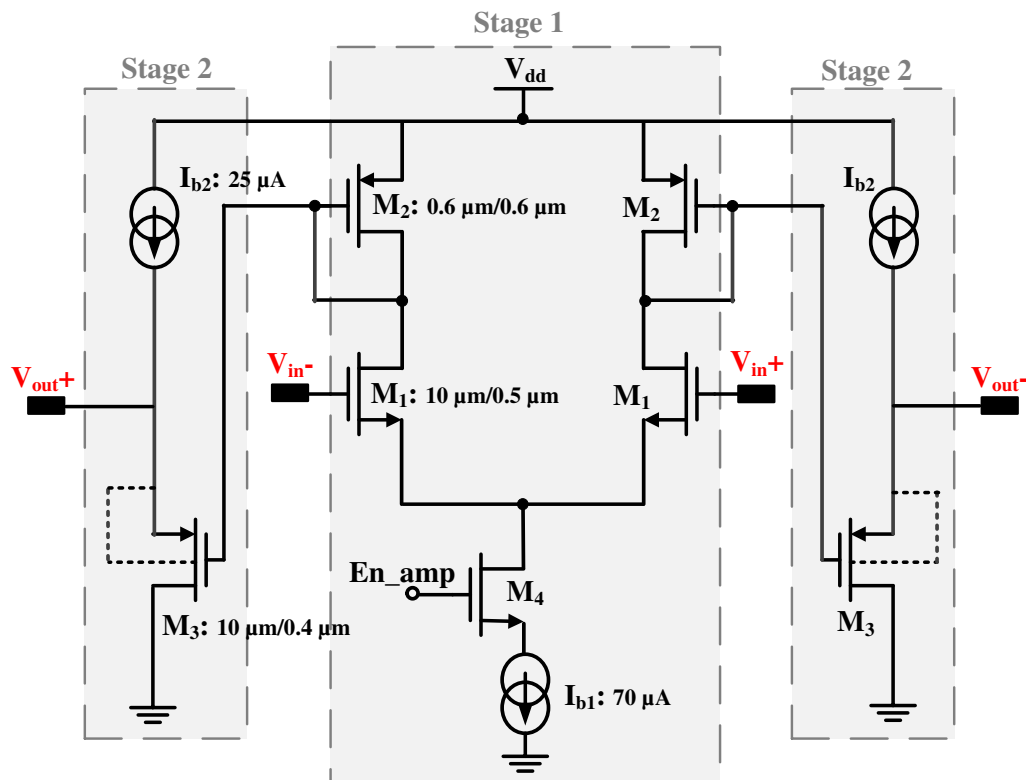 Stage 1
Stage 2
Stage 2
Vdd
Ib2: 25 µA
M2: 0.6 µm/0.6 µm
M2
Ib2
Vout+
Vin-
M1: 10 µm/0.5 µm
M1
Vin+
Vout-
En_amp
M4
M3: 10 µm/0.4 µm
M3
Ib1: 70 µA